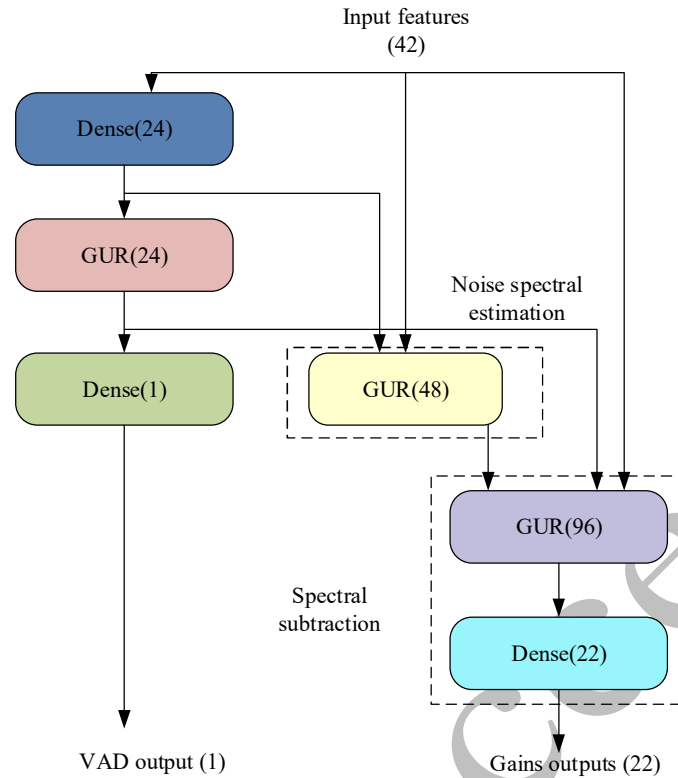 Input features
(42)
Dense(24)
GUR(24)
Noise spectral
estimation
Dense(1)
GUR(48)
GUR(96)
Spectral
subtraction
Dense(22)
VAD output (1)
Gains outputs (22)